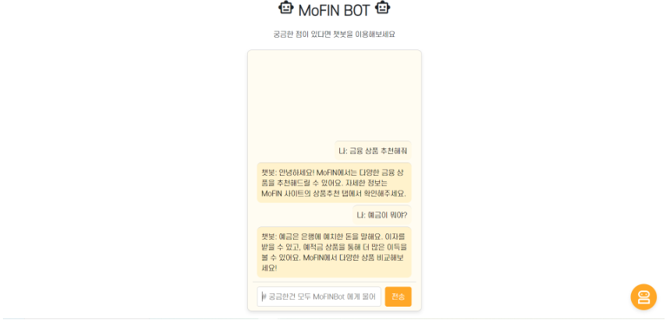 MoFIN BOT
궁금한 점이 있다면 챗봇을 이용해보세요
나: 금융 상품 추천해줘
챗봇: 안녕하세요! MoFIN에서는 다양한 금융 상
품을 추천해드릴 수 있어요. 자세한 정보는
MoFIN 사이트의 상품추천 탭에서 확인해주세요.
나: 예금이 뭐야?
챗봇: 예금은 은행에 예치한 돈을 말해요. 이자를
받을 수 있고, 예적금 상품을 통해 더 많은 이득을
볼 수 있어요. MoFIN에서 다양한 상품 비교해보
세요!
궁금한건 모두 MoFINBot 에게 물어
전송